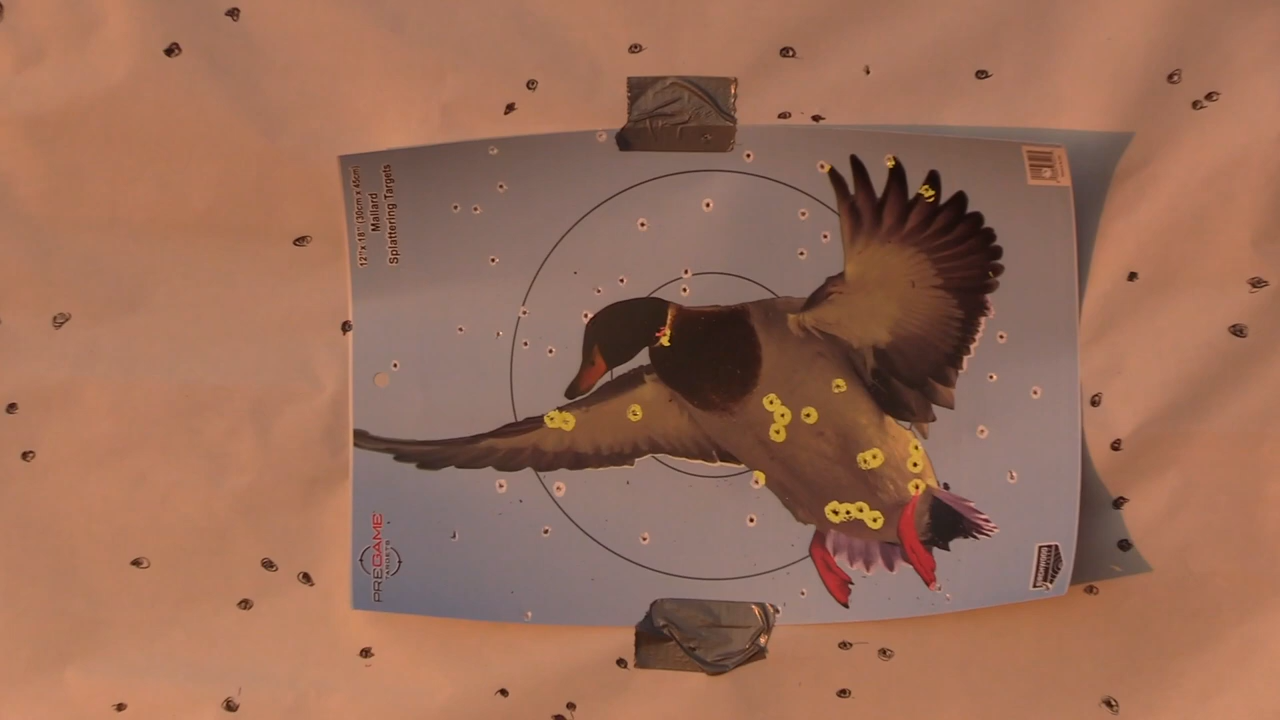 12" x 18" (30cm x 45cm)
Mallard
Splattering Targets
PREGAME
TARGETS